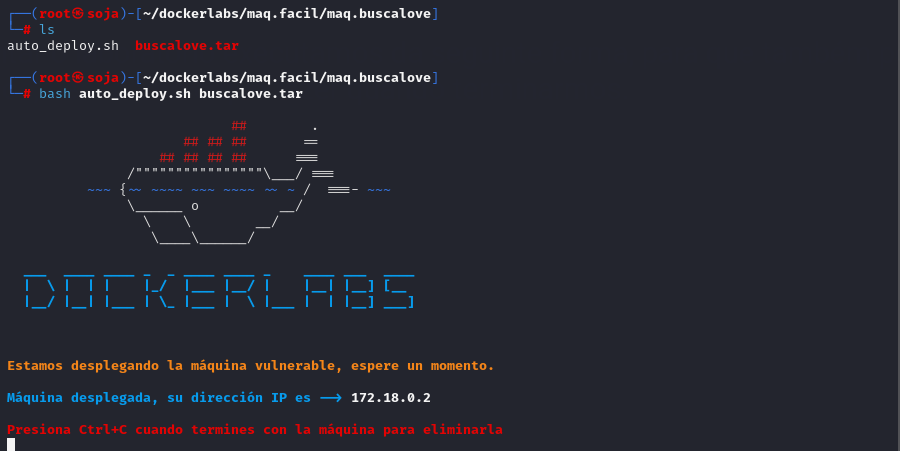 ┌──(root㉿soja)-[~/dockerlabs/maq.facil/maq.buscalove]
└─# ls
auto_deploy.sh  buscalove.tar
┌──(root㉿soja)-[~/dockerlabs/maq.facil/maq.buscalove]
└─# bash auto_deploy.sh buscalove.tar
                            ##        .
                      ## ## ##       ==
                   ## ## ## ##      ===
               /""""""""""""""""\___/ ===
          ~~~ {~~ ~~~~ ~~~ ~~~~ ~~ ~ /  ===- ~~~
               \______ o          __/
                 \    \        __/
                  \____\______/
DOCKERLABS
Estamos desplegando la máquina vulnerable, espere un momento.
Máquina desplegada, su dirección IP es --> 172.18.0.2
Presiona Ctrl+C cuando termines con la máquina para eliminarla